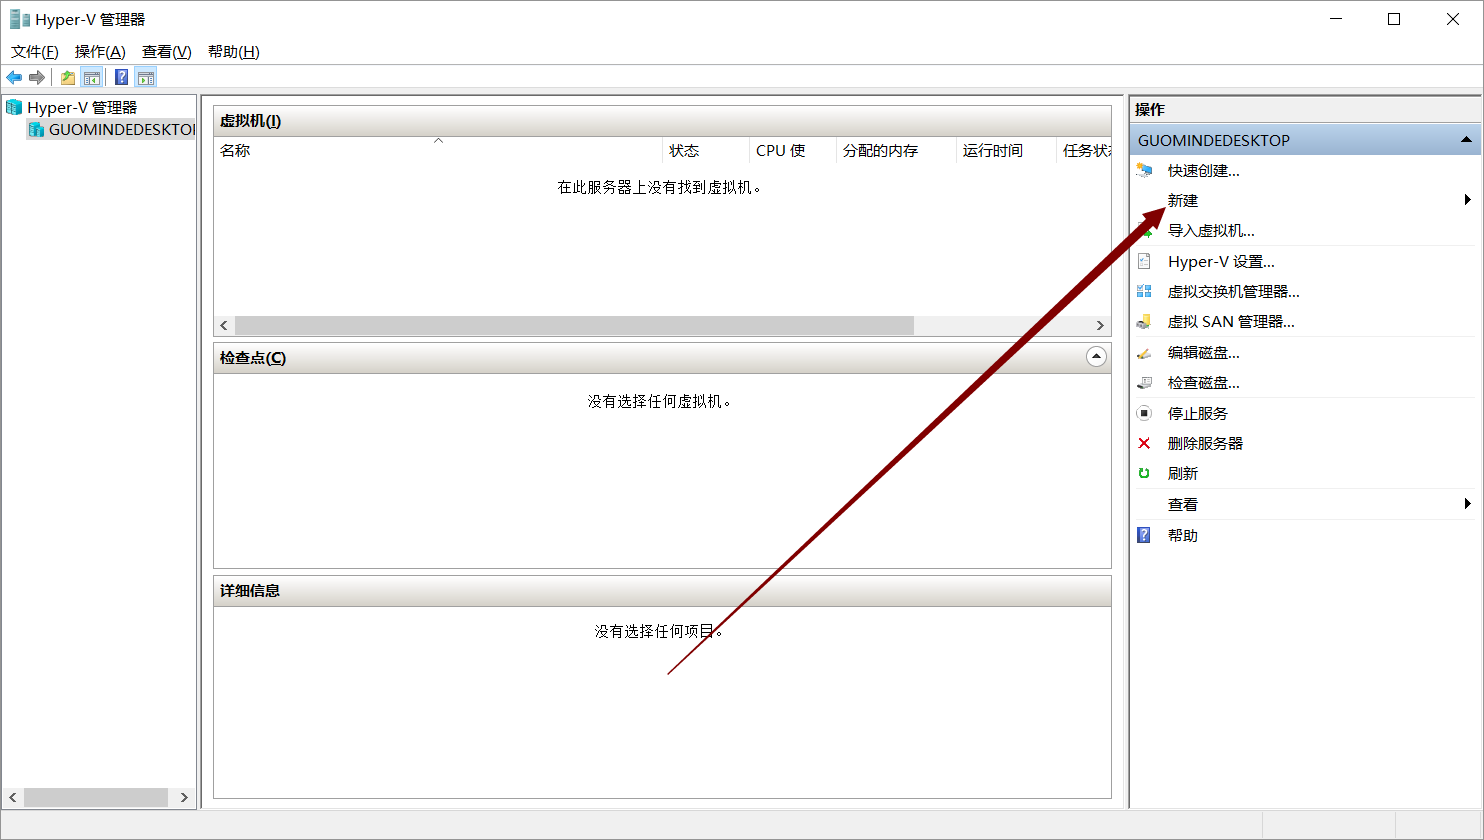 Hyper-V 管理器
文件(F) 操作(A) 查看(V) 帮助(H)
Hyper-V 管理器
GUOMINDEDESKTO
虚拟机(I)
名称 状态 CPU 使 分配的内存 运行时间 任务状
在此服务器上没有找到虚拟机。
检查点(C)
没有选择任何虚拟机。
详细信息
没有选择任何项目。
操作
GUOMINDEDESKTOP
快速创建...
新建
导入虚拟机...
Hyper-V 设置...
虚拟交换机管理器...
虚拟 SAN 管理器...
编辑磁盘...
检查磁盘...
停止服务
删除服务器
刷新
查看
帮助